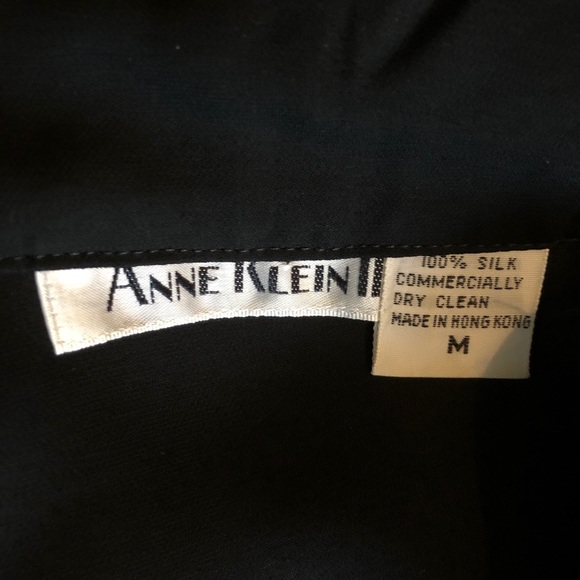 ANNE KLEIN II
100% SILK
COMMERCIALLY
DRY CLEAN
MADE IN HONG KONG
M